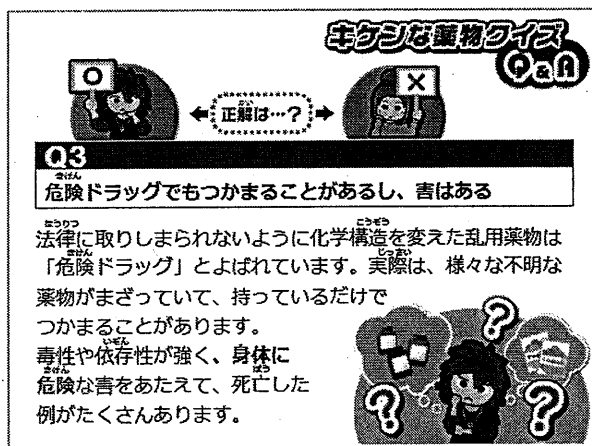 キケンな薬物クイズ
Q&A
○
×
正解は…?
Q3
危険ドラッグでもつかまることがあるし、害はある
法律に取りしまられないように化学構造を変えた乱用薬物は
「危険ドラッグ」とよばれています。実際は、様々な不明な
薬物がまざっていて、持っているだけで
つかまることがあります。
毒性や依存性が強く、身体に
危険な害をあたえて、死亡した
例がたくさんあります。